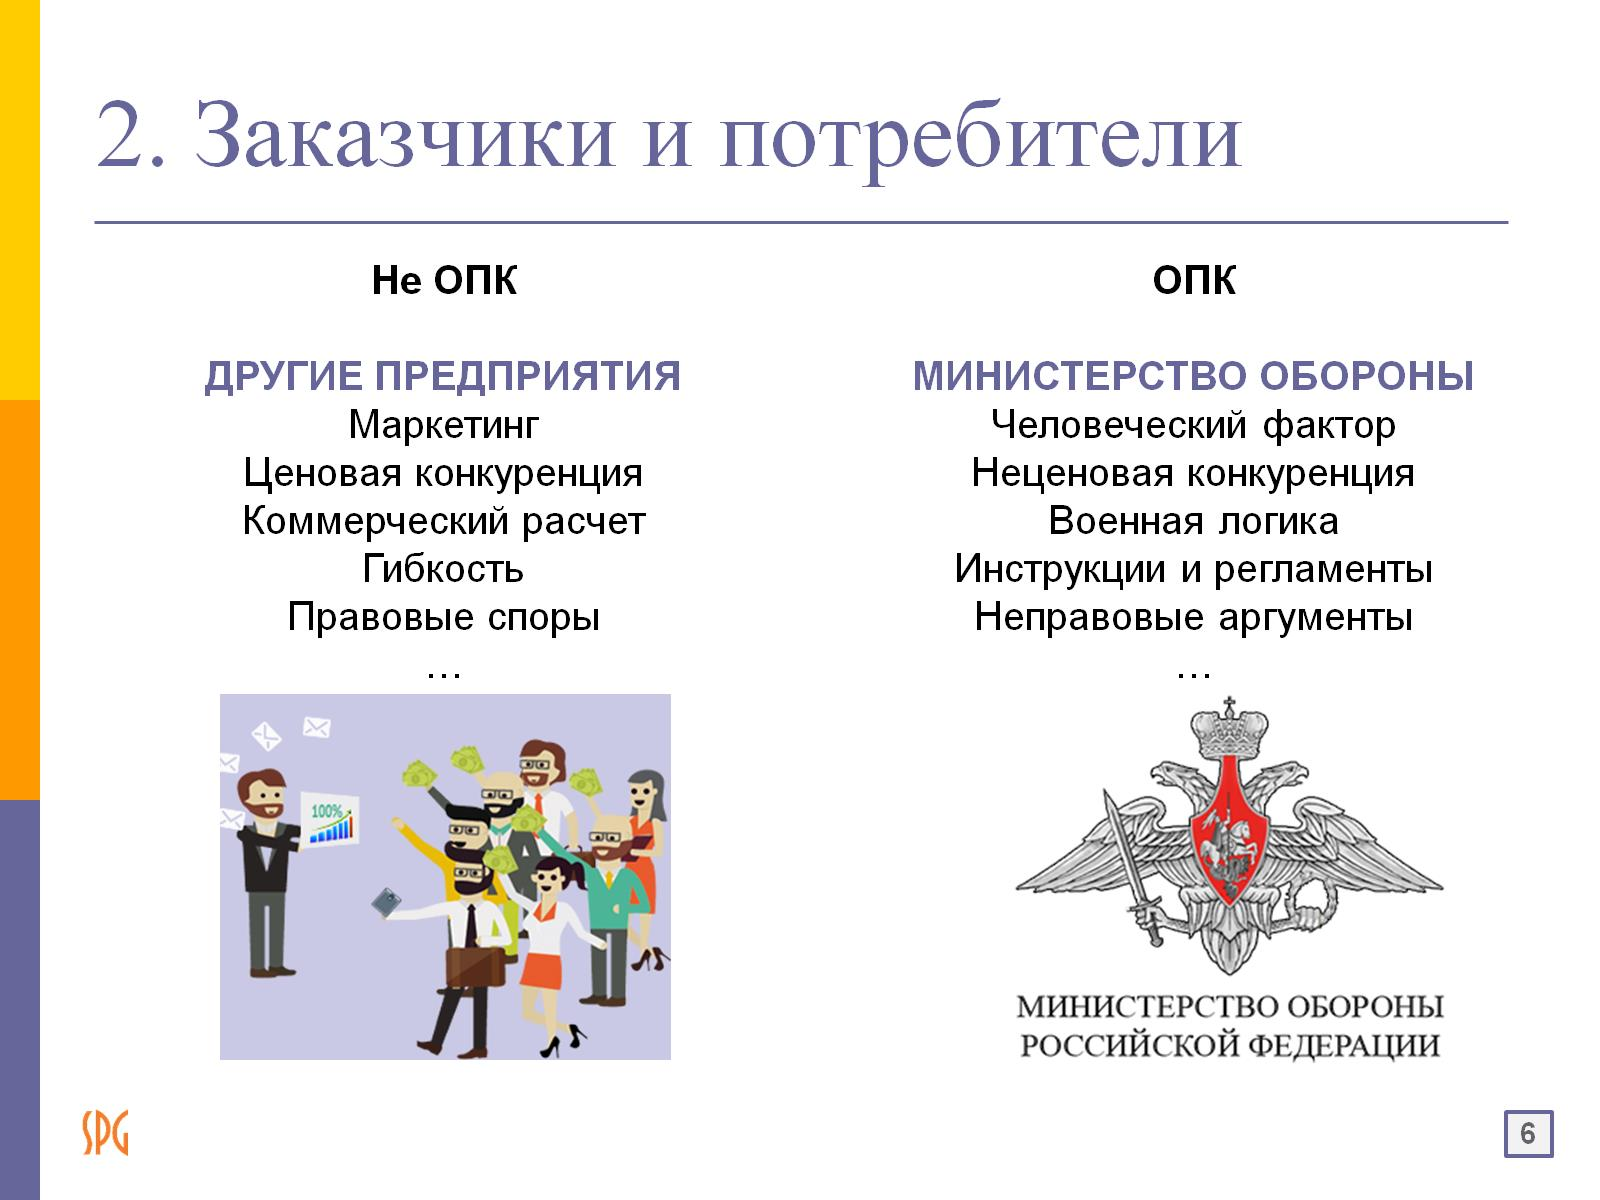 2. Заказчики и потребители
Не ОПК
ДРУГИЕ ПРЕДПРИЯТИЯ
Маркетинг
Ценовая конкуренция
Коммерческий расчет
Гибкость
Правовые споры
…
100%
ОПК
МИНИСТЕРСТВО ОБОРОНЫ
Человеческий фактор
Неценовая конкуренция
Военная логика
Инструкции и регламенты
Неправовые аргументы
…
МИНИСТЕРСТВО ОБОРОНЫ
РОССИЙСКОЙ ФЕДЕРАЦИИ
SPG
6